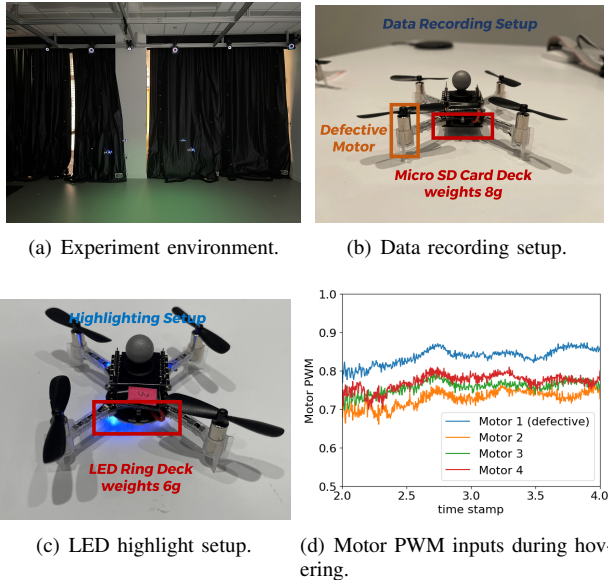 Data Recording Setup
Defective
Motor
Micro SD Card Deck
weights 8g
(a) Experiment environment.
(b) Data recording setup.
Highlighting Setup
LED Ring Deck
weights 6g
1.0
0.9
0.8
0.7
0.6
0.5
Motor PWM
Motor 1 (defective)
Motor 2
Motor 3
Motor 4
2.0 2.5 3.0 3.5 4.0
time stamp
(c) LED highlight setup.
(d) Motor PWM inputs during hov-
ering.